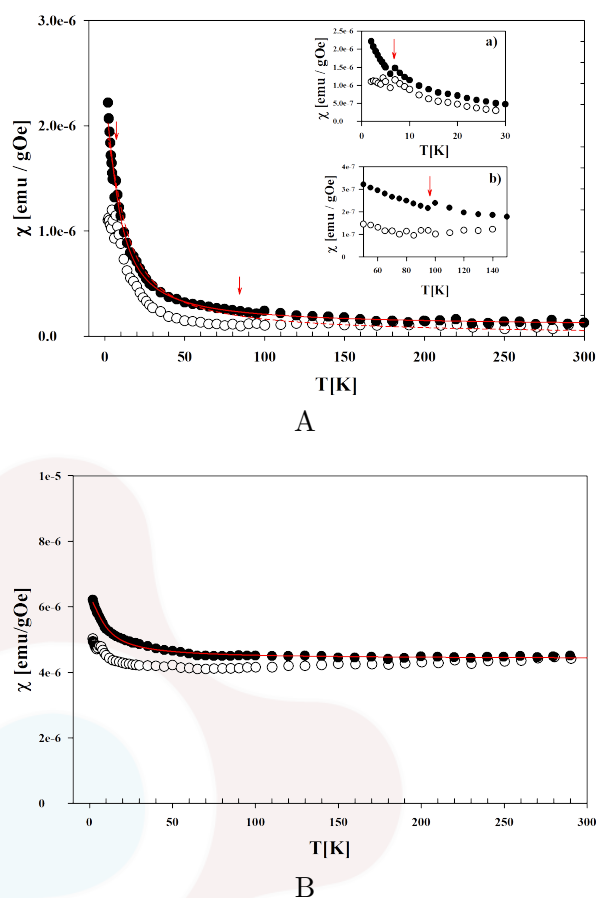 3.0e-6
2.0e-6
1.0e-6
0.0
χ [emu / gOe]
0 50 100 150 200 250 300
T[K]
a)
2.5e-6
2.0e-6
1.5e-6
1.0e-6
5.0e-7
0
χ [emu / gOe]
0 10 20 30
T[K]
b)
4e-7
3e-7
2e-7
1e-7
0
χ [emu / gOe]
60 80 100 120 140
T[K]
A
1e-5
8e-6
6e-6
4e-6
2e-6
0
χ [emu/gOe]
0 50 100 150 200 250 300
T[K]
B